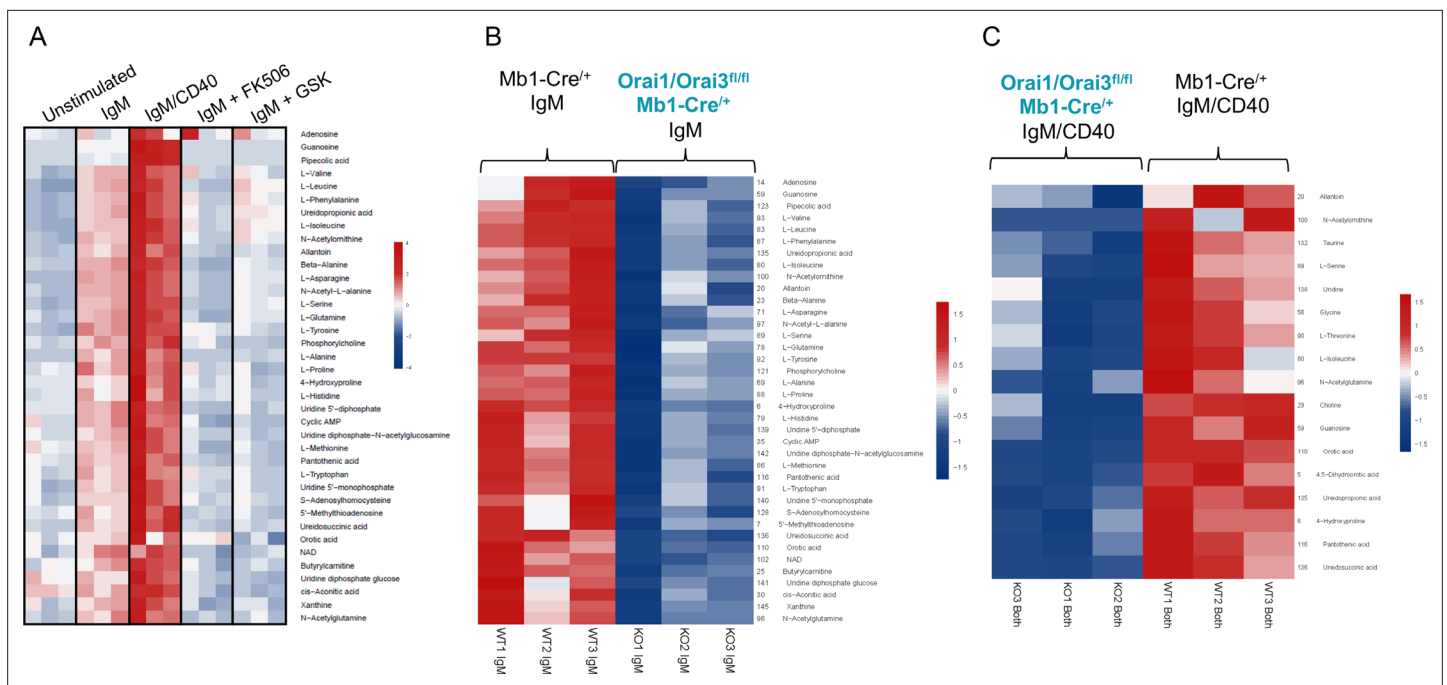 A
Unstimulated
IgM
IgM/CD40
IgM + FK506
IgM + GSK
Adenosine
Guanosine
Pipecolic acid
L-Valine
L-Leucine
L-Phenylalanine
Ureidopropionic acid
L-Isoleucine
N-Acetylornithine
Allantoin
Beta-Alanine
L-Asparagine
N-Acetyl-L-alanine
L-Serine
L-Glutamine
L-Tyrosine
Phosphorylcholine
L-Alanine
L-Proline
4-Hydroxyproline
L-Histidine
Uridine 5'-diphosphate
Cyclic AMP
Uridine diphosphate-N-acetylglucosamine
L-Methionine
Pantothenic acid
L-Tryptophan
Uridine 5'-monophosphate
S-Adenosylhomocysteine
5'-Methylthioadenosine
Ureidosuccinic acid
Orotic acid
NAD
Butyrylcarnitine
Uridine diphosphate glucose
cis-Aconitic acid
Xanthine
N-Acetylglutamine
4
2
0
-2
-4
B
Mb1-Cre/+
IgM
Orai1/Orai3fl/fl
Mb1-Cre/+
IgM
14 Adenosine
59 Guanosine
123 Pipecolic acid
93 L-Valine
83 L-Leucine
87 L-Phenylalanine
135 Ureidopropionic acid
80 L-Isoleucine
100 N-Acetylornithine
20 Allantoin
23 Beta-Alanine
71 L-Asparagine
97 N-Acetyl-L-alanine
89 L-Serine
78 L-Glutamine
92 L-Tyrosine
121 Phosphorylcholine
69 L-Alanine
88 L-Proline
6 4-Hydroxyproline
79 L-Histidine
139 Uridine 5'-diphosphate
35 Cyclic AMP
142 Uridine diphosphate-N-acetylglucosamine
86 L-Methionine
116 Pantothenic acid
91 L-Tryptophan
140 Uridine 5'-monophosphate
128 S-Adenosylhomocysteine
7 5'-Methylthioadenosine
136 Ureidosuccinic acid
110 Orotic acid
102 NAD
25 Butyrylcarnitine
141 Uridine diphosphate glucose
30 cis-Aconitic acid
145 Xanthine
96 N-Acetylglutamine
WT1 IgM
WT2 IgM
WT3 IgM
KO1 IgM
KO2 IgM
KO3 IgM
1.5
1
0.5
0
-0.5
-1
-1.5
C
Orai1/Orai3fl/fl
Mb1-Cre/+
IgM/CD40
Mb1-Cre/+
IgM/CD40
20 Allantoin
100 N-Acetylornithine
132 Taurine
89 L-Serine
138 Uridine
56 Glycine
90 L-Threonine
80 L-Isoleucine
96 N-Acetylglutamine
29 Choline
59 Guanosine
110 Orotic acid
5 4,5-Dihydroorotic acid
135 Ureidopropionic acid
6 4-Hydroxyproline
116 Pantothenic acid
136 Ureidosuccinic acid
KO3 Both
KO1 Both
KO2 Both
WT1 Both
WT2 Both
WT3 Both
1.5
1
0.5
0
-0.5
-1
-1.5